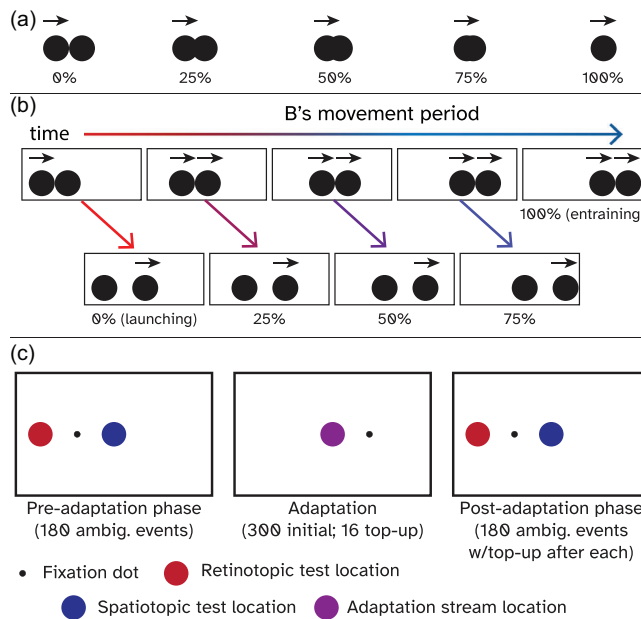 (a)
0% 25% 50% 75% 100%
(b)
B's movement period
time
100% (entraining)
0% (launching) 25% 50% 75%
(c)
Pre-adaptation phase Adaptation Post-adaptation phase
(180 ambig. events) (300 initial; 16 top-up) (180 ambig. events
w/top-up after each)
Fixation dot Retinotopic test location
Spatiotopic test location Adaptation stream location